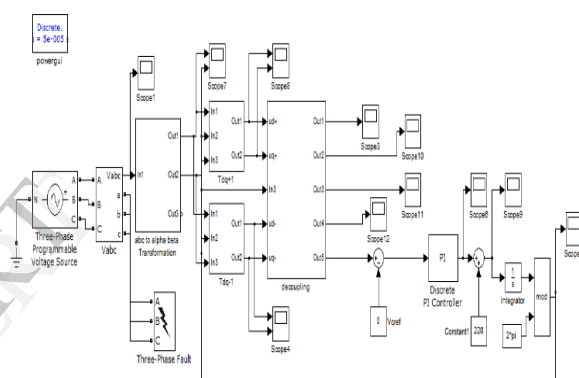 Discrete,
s = 5e-005 s
powergui
Scope1
Scope7
Scope6
In1
In2
In3
Out1
Out2
Tdq+1
ud+
uq+
In3
ud-
uq-
Out1
Out2
Out3
Out4
Out5
decoupling
Scope3
Scope10
Scope11
Scope12
Scope8
Scope9
Scope
N
A
B
C
Three-Phase
Programmable
Voltage Source
A
B
C
Vabc
a
b
c
Vabc
In1
Out1
Out2
Out3
abc to alpha beta
Transformation
In1
In2
In3
Out1
Out2
Tdq-1
Scope4
PI
Discrete
PI Controller
0
Vqref
Constant1
220
1
s
Integrator
2*pi
mod
A
B
C
Three-Phase Fault